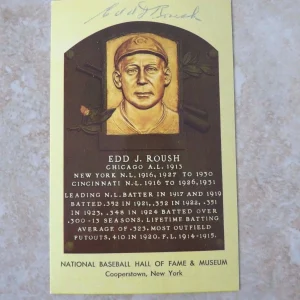 Edd J Roush
EDD J. ROUSH
CHICAGO A.L. 1913
NEW YORK N.L. 1916, 1927 TO 1930
CINCINNATI N.L. 1916 TO 1926, 1931
LEADING N.L. BATTER IN 1917 AND 1919
BATTED .352 IN 1921, .352 IN 1922, .351
IN 1923, .348 IN 1924 BATTED OVER
.300-13 SEASONS. LIFETIME BATTING
AVERAGE OF .323. MOST OUTFIELD
PUTOUTS, 410 IN 1920. F.L. 1914-1915.
NATIONAL BASEBALL HALL OF FAME & MUSEUM
Cooperstown, New York